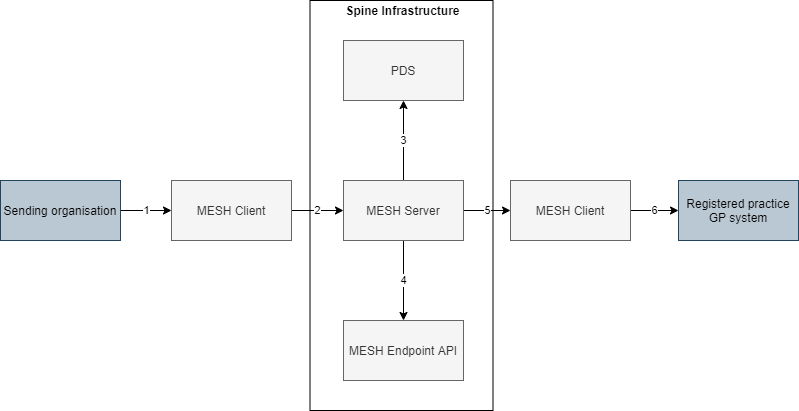 Spine Infrastructure
PDS
3
Sending organisation
1
MESH Client
2
MESH Server
5
MESH Client
6
Registered practice
GP system
4
MESH Endpoint API